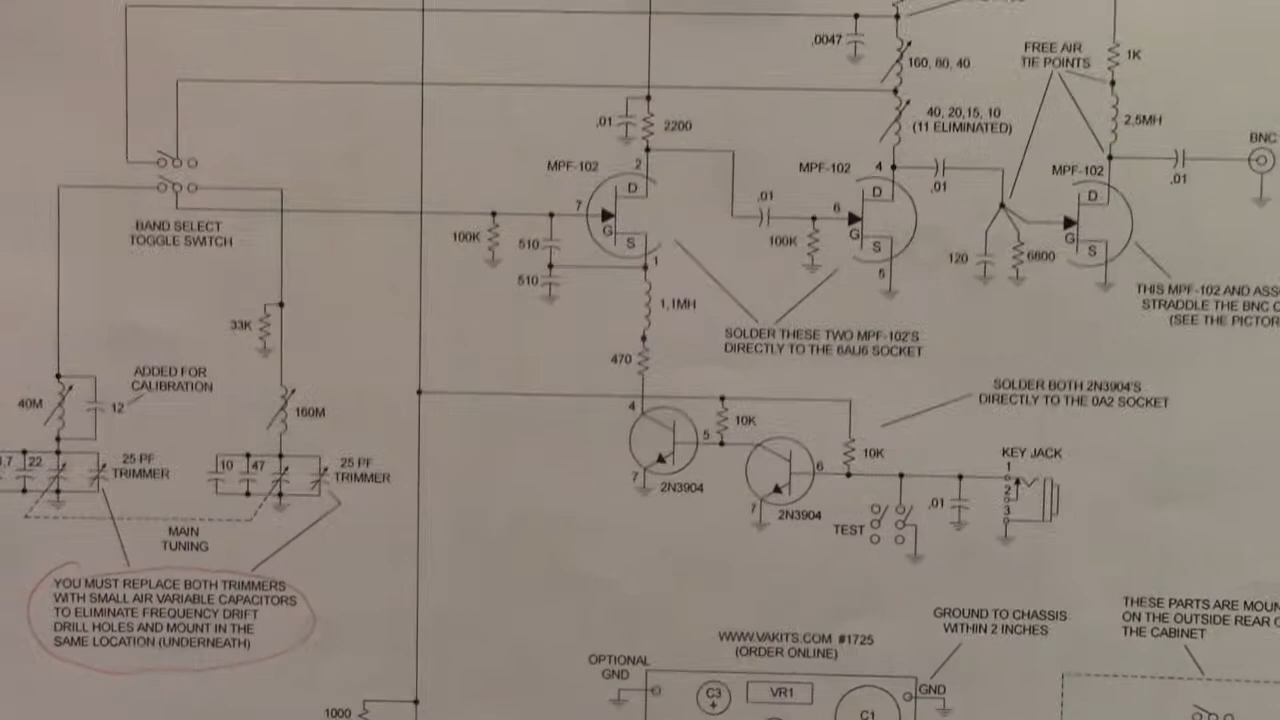 .0047
160, 80, 40
FREE AIR
TIE POINTS
1K
40, 20,15, 10
(11 ELIMINATED)
2.5MH
.01
2200
BNC
MPF-102
2
MPF-102
4
MPF-102
.01
.01
D
7
G
S
1
.01
D
6
G
S
5
D
G
S
BAND SELECT
TOGGLE SWITCH
100K
510
510
100K
120
6800
THIS MPF-102 AND
STRADDLE THE BNC
(SEE THE
1.1MH
33K
SOLDER THESE TWO MPF-102'S
DIRECTLY TO THE 6AU6 SOCKET
470
ADDED FOR
CALIBRATION
40M
12
160M
SOLDER BOTH 2N3904'S
DIRECTLY TO THE 0A2 SOCKET
4
10K
5
10K
KEY JACK
22
25 PF
TRIMMER
10
47
25 PF
TRIMMER
7
2N3904
6
1
2
3
7
2N3904
TEST
.01
MAIN
TUNING
YOU MUST REPLACE BOTH TRIMMERS
WITH SMALL AIR VARIABLE CAPACITORS
TO ELIMINATE FREQUENCY DRIFT
DRILL HOLES AND MOUNT IN THE
SAME LOCATION (UNDERNEATH)
GROUND TO CHASSIS
WITHIN 2 INCHES
THESE PARTS ARE
ON THE OUTSIDE REAR
THE CABINET
WWW.VAKITS.COM #1725
(ORDER ONLINE)
OPTIONAL
GND
C3
+
VR1
C1
GND
1000